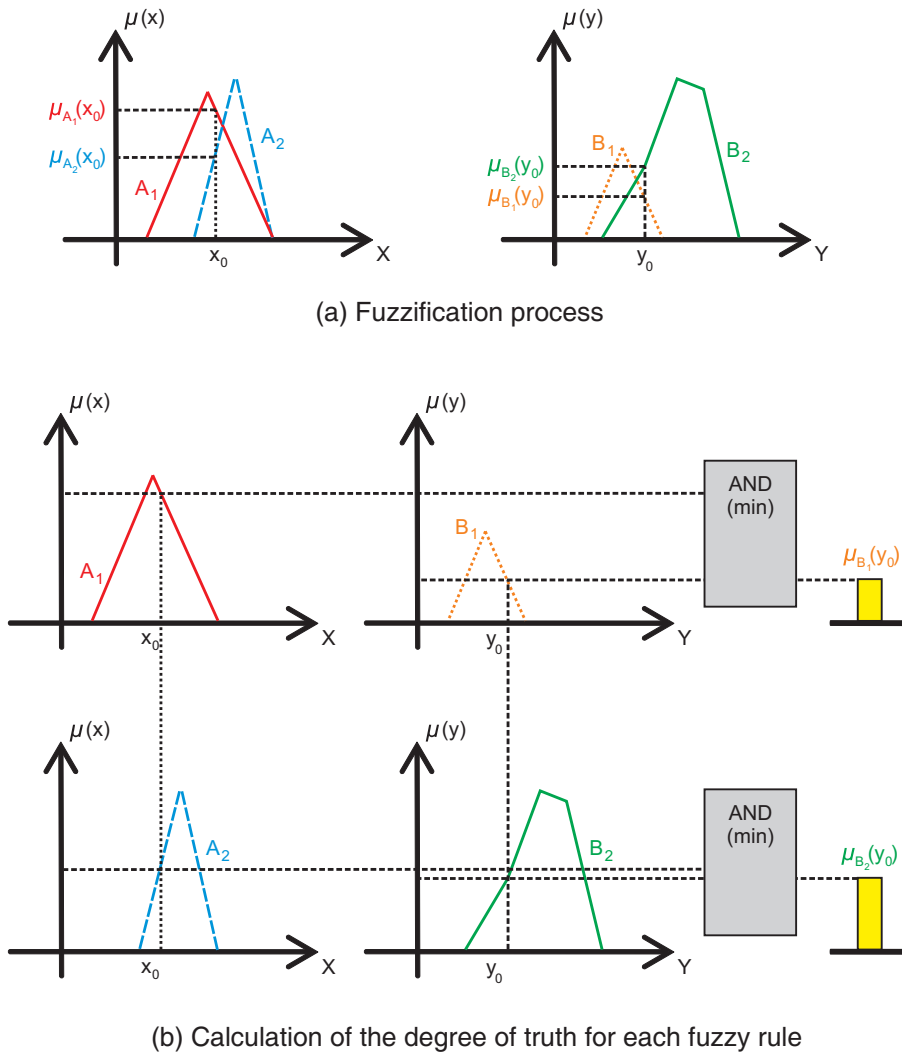 μ(x)
μ(y)
μA₁(x₀)
A₂
B₁
μA₂(x₀)
μB₂(y₀)
B₂
A₁
μB₁(y₀)
x₀
X
y₀
Y
(a) Fuzzification process
μ(x)
μ(y)
AND
(min)
B₁
μB₁(y₀)
A₁
x₀
X
y₀
Y
μ(x)
μ(y)
AND
(min)
A₂
B₂
μB₂(y₀)
x₀
X
y₀
Y
(b) Calculation of the degree of truth for each fuzzy rule